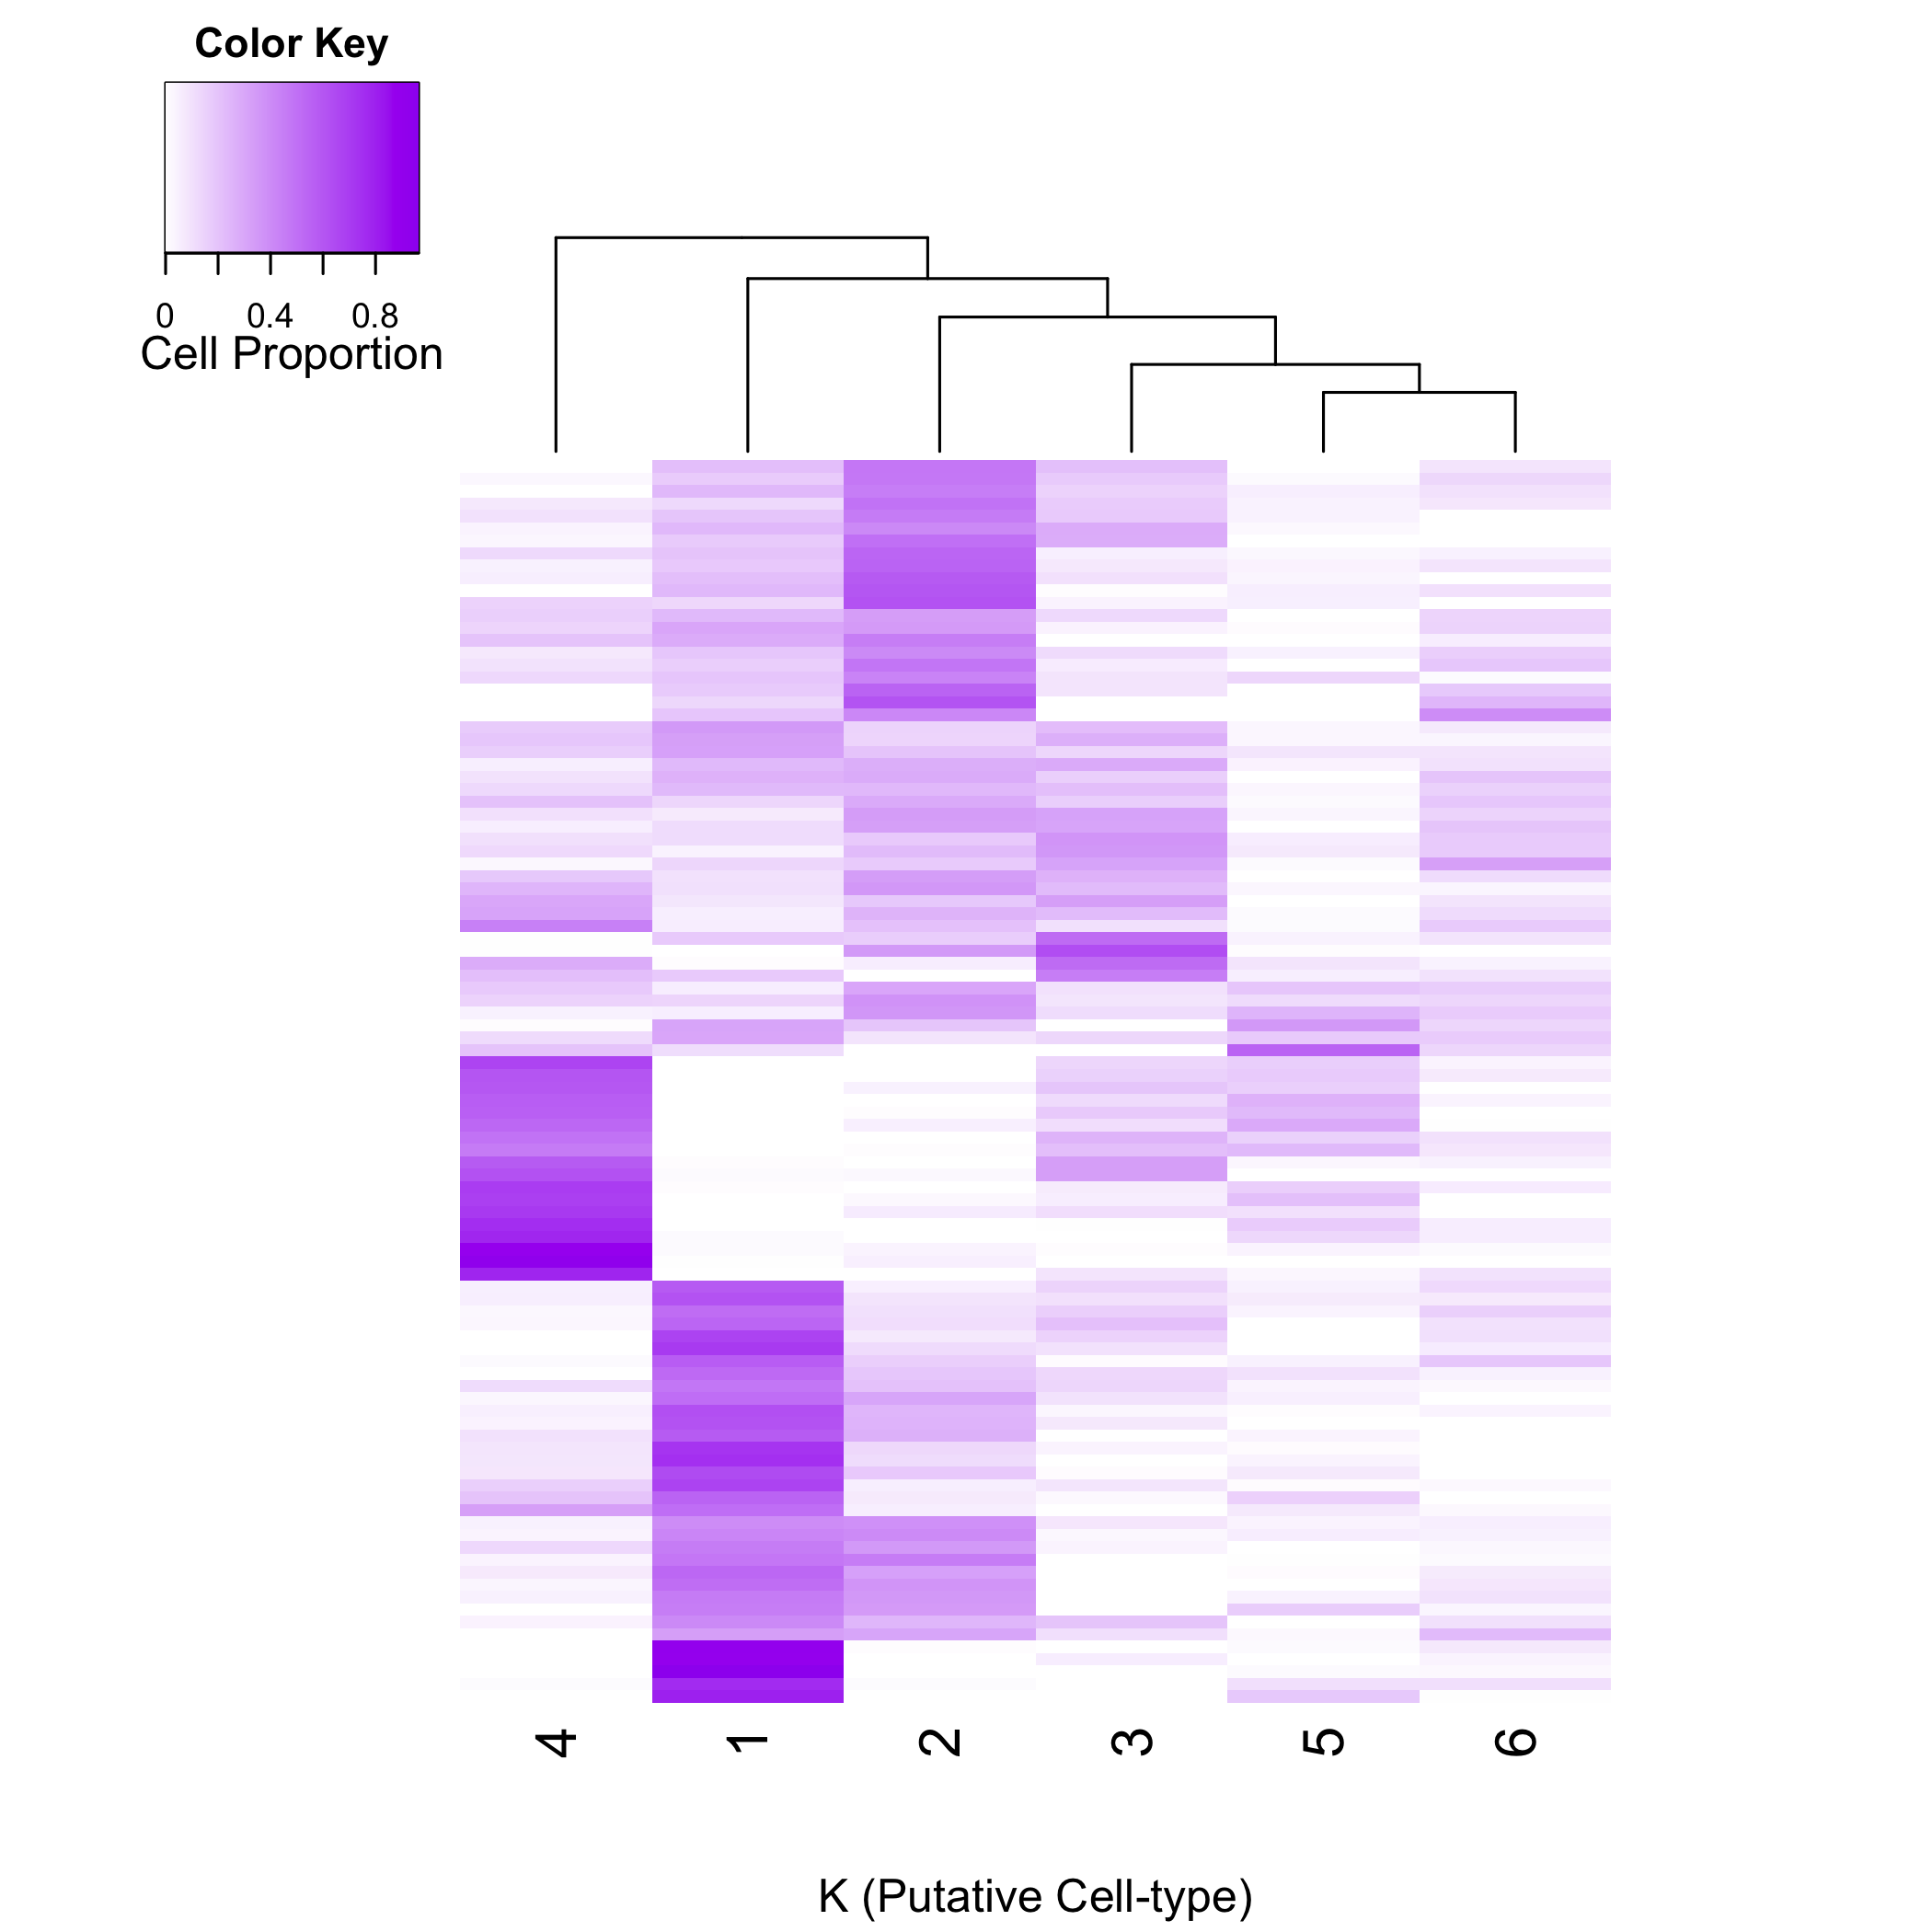 Color Key
0 0.4 0.8
Cell Proportion
4 1 2 3 5 6
K (Putative Cell-type)